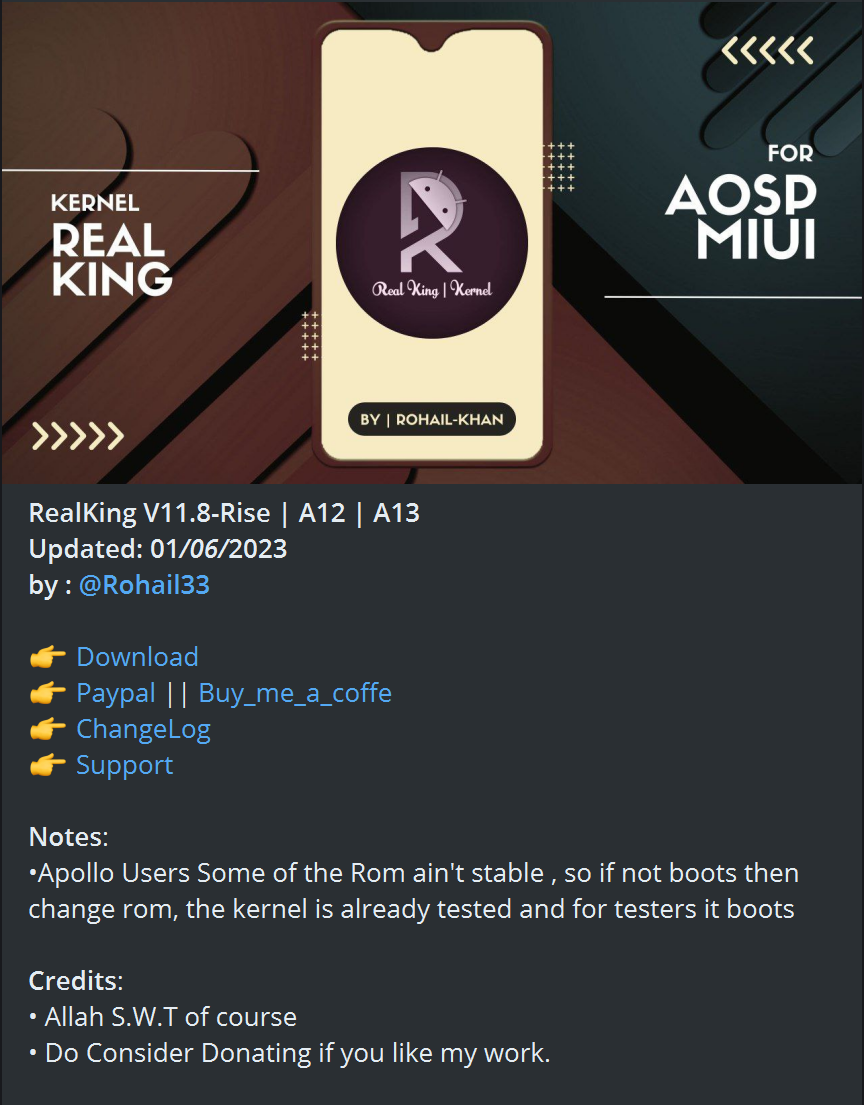 KERNEL
REAL
KING
FOR
AOSP
MIUI
Real King | Kernel
BY | ROHAIL-KHAN
RealKing V11.8-Rise | A12 | A13
Updated: 01/06/2023
by : @Rohail33
👉 Download
👉 Paypal || Buy_me_a_coffe
👉 ChangeLog
👉 Support
Notes:
•Apollo Users Some of the Rom ain't stable , so if not boots then
change rom, the kernel is already tested and for testers it boots
Credits:
• Allah S.W.T of course
• Do Consider Donating if you like my work.